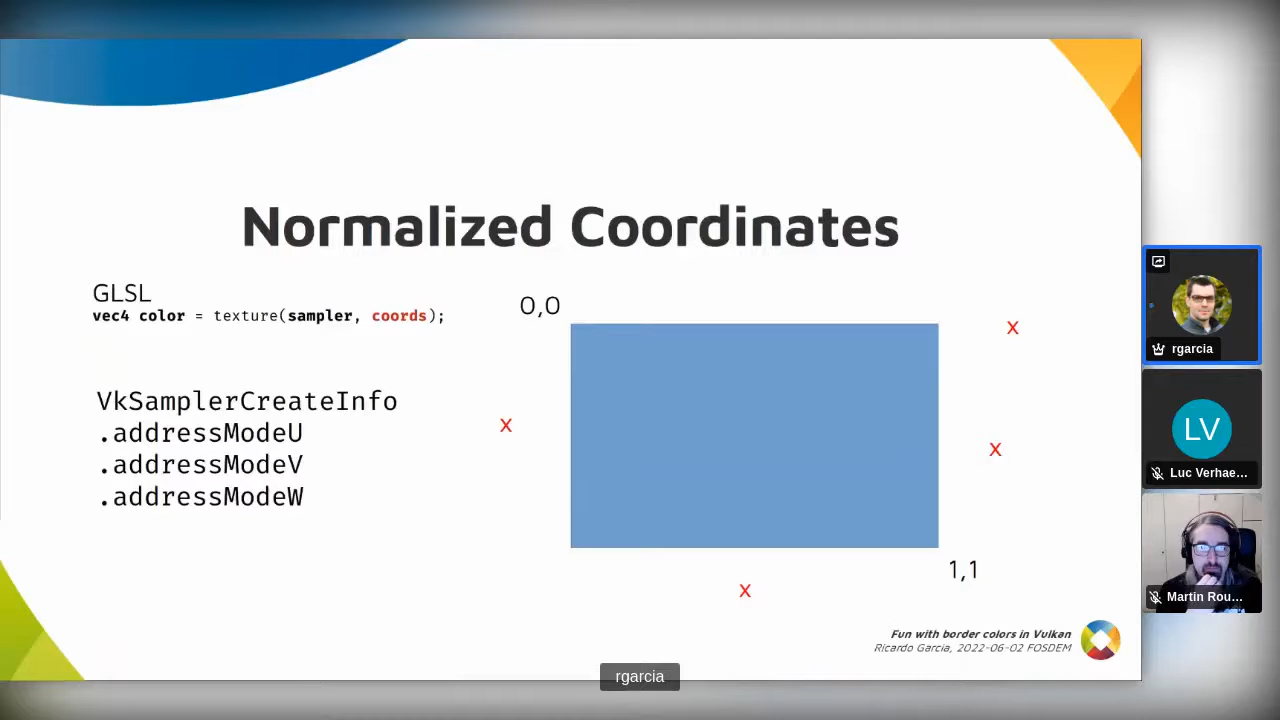 Normalized Coordinates
GLSL
vec4 color = texture(sampler, coords);
VkSamplerCreateInfo
.addressModeU
.addressModeV
.addressModeW
0,0
x
x
x
x
1,1
Fun with border colors in Vulkan
Ricardo Garcia, 2022-06-02 FOSDEM
rgarcia
LV
Luc Verhae...
Martin Rou...
rgarcia